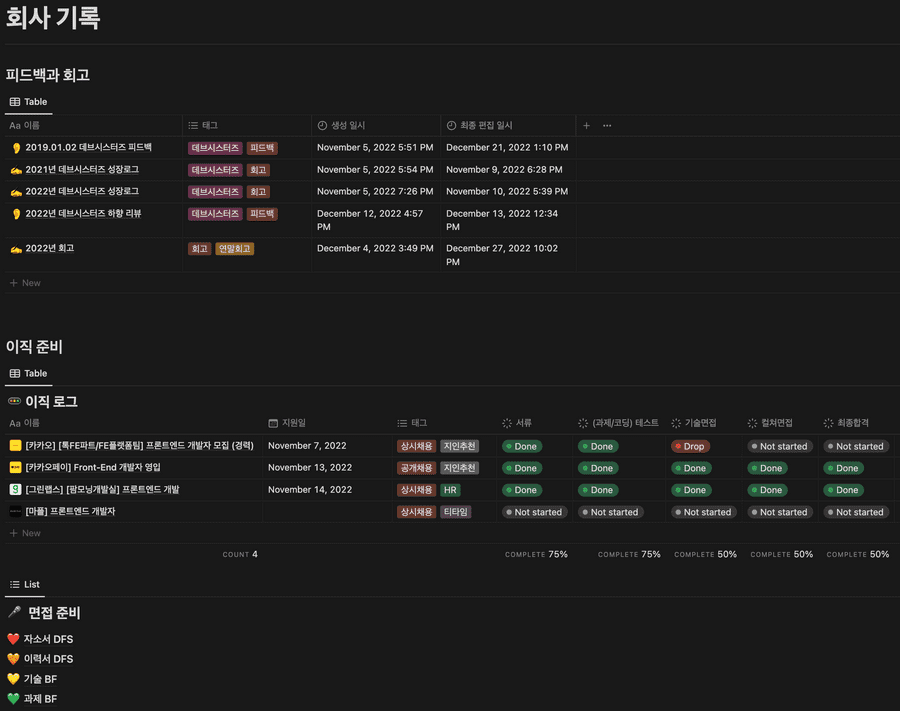 회사 기록
피드백과 회고
Table
Aa 이름 태그 생성 일시 최종 편집 일시
2019.01.02 데브시스터즈 피드백 데브시스터즈 피드백 November 5, 2022 5:51 PM December 21, 2022 1:10 PM
2021년 데브시스터즈 성장로그 데브시스터즈 회고 November 5, 2022 5:54 PM November 9, 2022 6:28 PM
2022년 데브시스터즈 성장로그 데브시스터즈 회고 November 5, 2022 7:26 PM November 10, 2022 5:39 PM
2022년 데브시스터즈 하향 리뷰 데브시스터즈 피드백 December 12, 2022 4:57 PM December 13, 2022 12:34 PM
2022년 회고 회고 연말회고 December 4, 2022 3:49 PM December 27, 2022 10:02 PM
New
이직 준비
Table
이직 로그
Aa 이름 지원일 태그 서류 (과제/코딩) 테스트 기술면접 컬처면접 최종합격
[카카오] [톡FE파트/FE플랫폼팀] 프론트엔드 개발자 모집 (경력) November 7, 2022 상시채용 지인추천 Done Done Drop Not started Not started
[카카오페이] Front-End 개발자 영입 November 13, 2022 공개채용 지인추천 Done Done Done Done Done
[그린랩스] [팜모닝개발실] 프론트엔드 개발 November 14, 2022 상시채용 HR Done Done Done Done Done
[마플] 프론트엔드 개발자 상시채용 티타임 Not started Not started Not started Not started Not started
New
COUNT 4 COMPLETE 75% COMPLETE 75% COMPLETE 50% COMPLETE 50% COMPLETE 50%
List
면접 준비
자소서 DFS
이력서 DFS
기술 BF
과제 BF